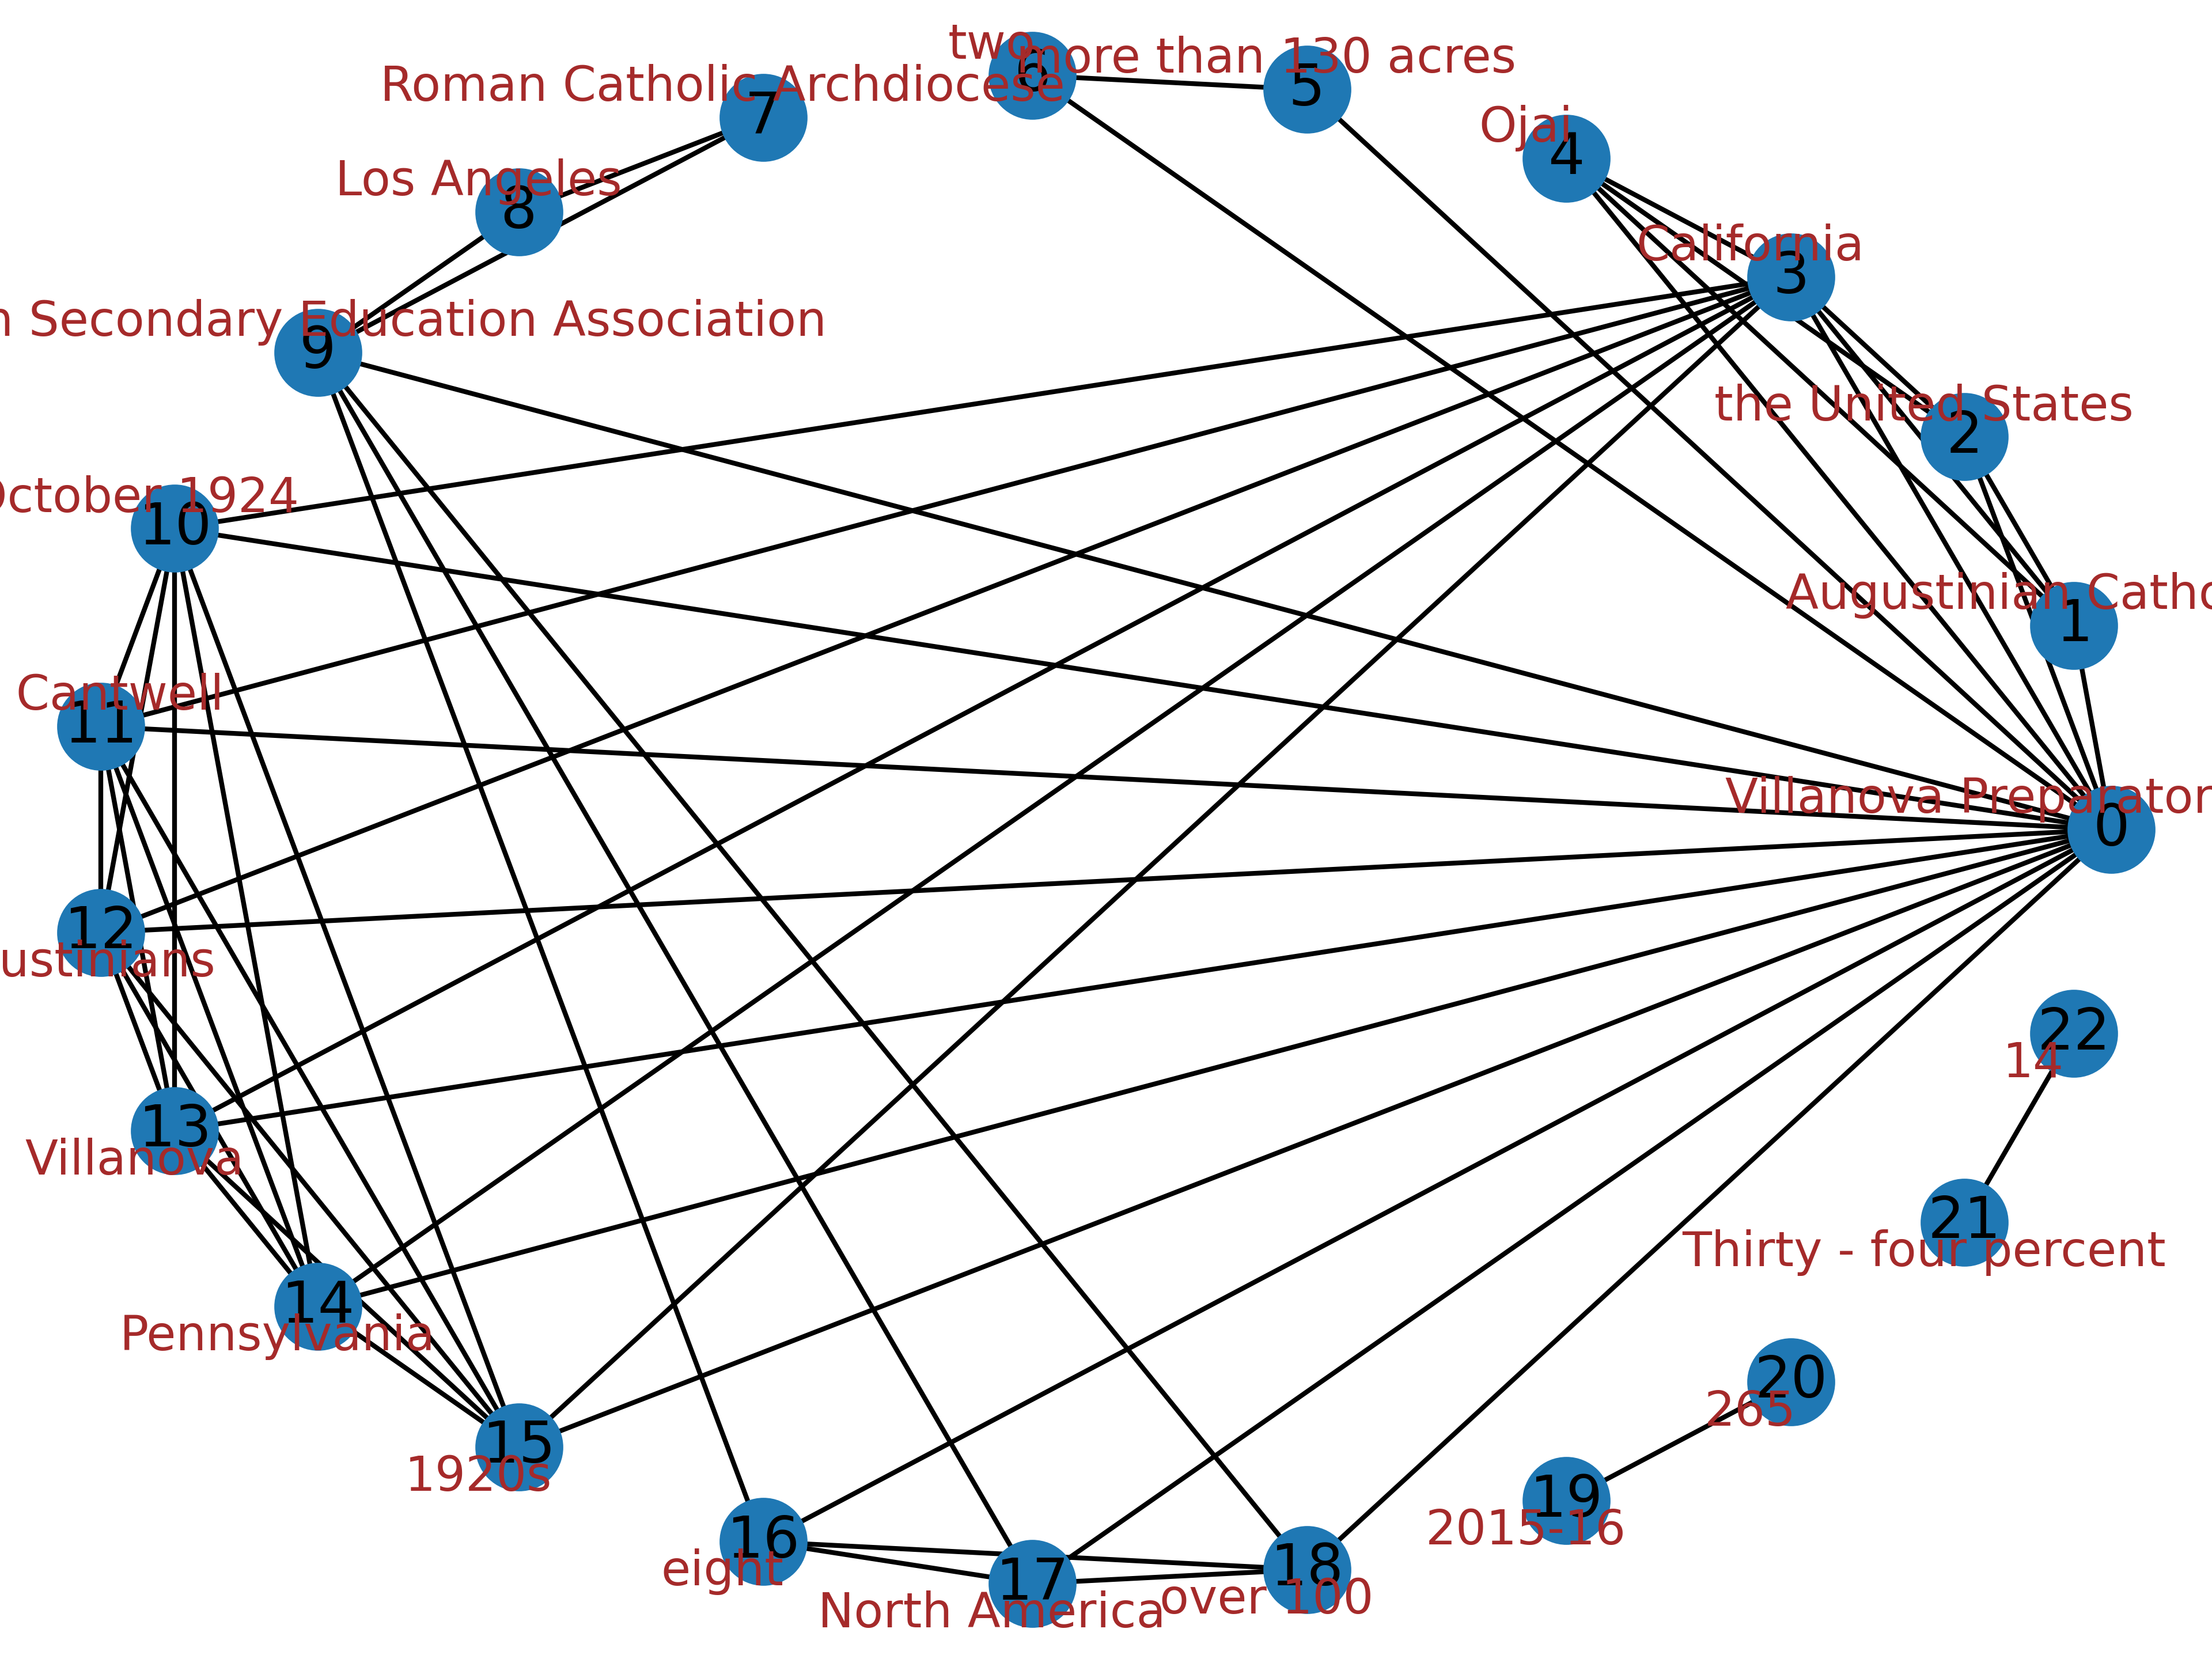 two
6
more than 130 acres
5
Roman Catholic Archdiocese
7
Ojai
4
Los Angeles
8
California
3
Secondary Education Association
9
the United States
2
October 1924
10
Augustinian
1
Cantwell
11
Villanova
0
12
22
14
13
Villanova
21
Thirty - four percent
14
Pennsylvania
20
265
15
1920s
19
2015-16
16
eight
17
North America
18
over 100